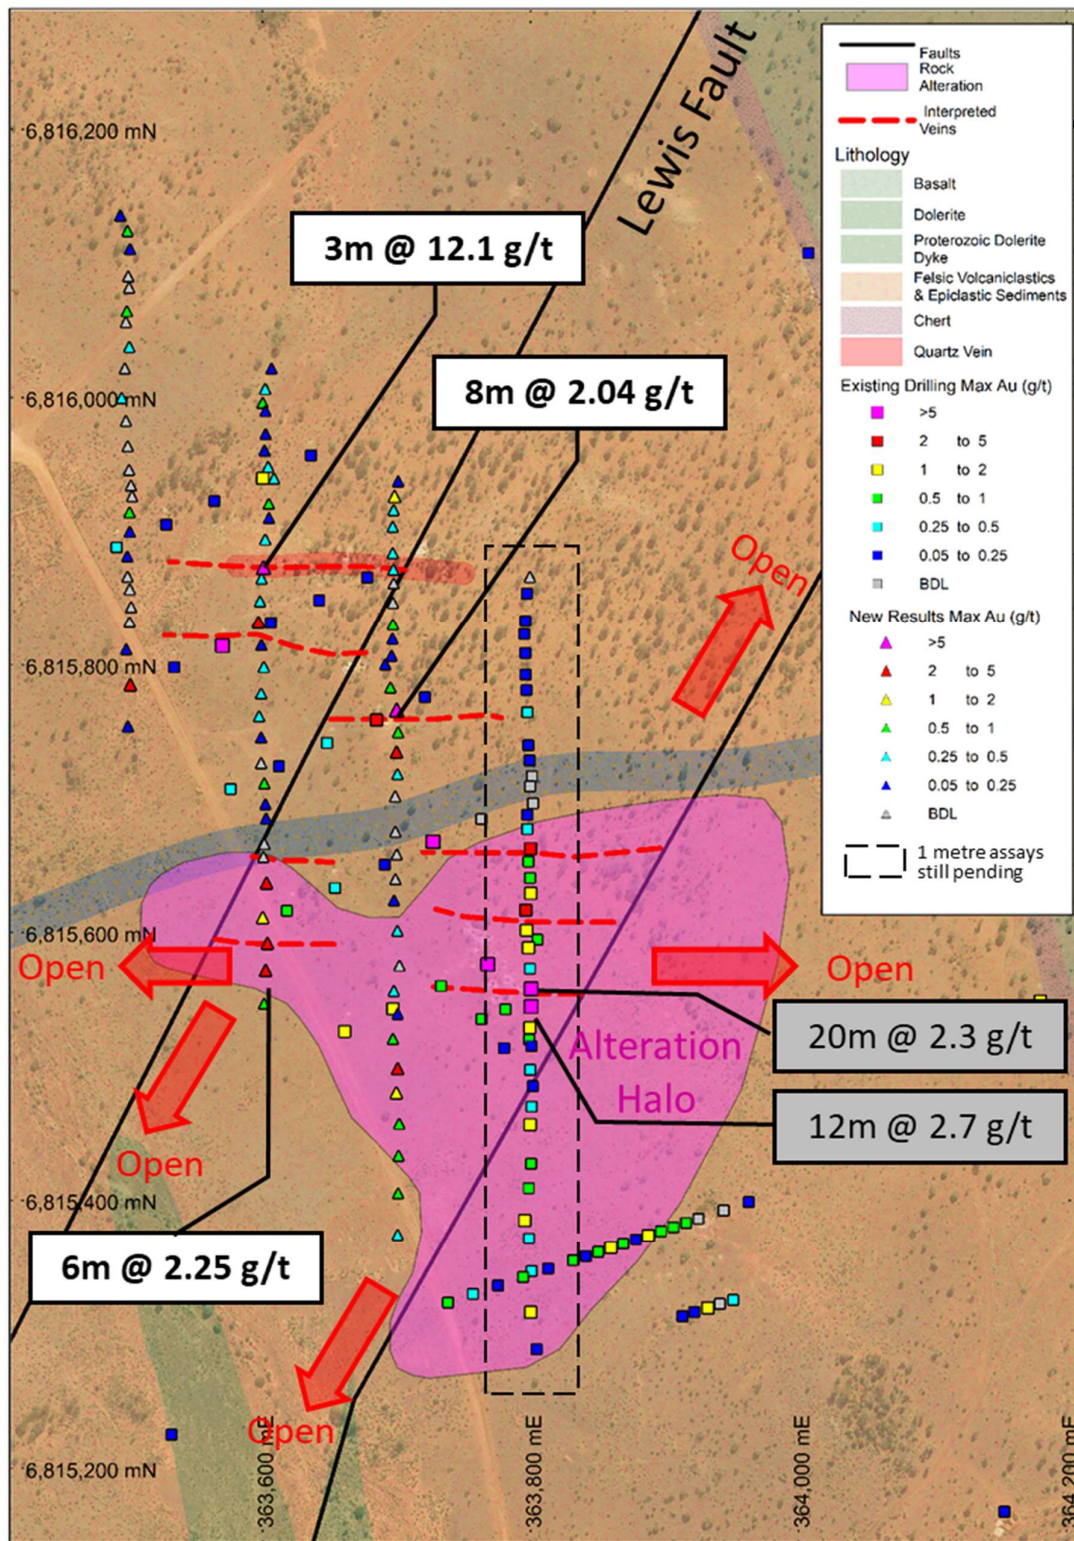 Lewis Fault
6,816,200 mN
3m @ 12.1 g/t
8m @ 2.04 g/t
6,816,000 mN
Open
6,815,800 mN
6,815,600 mN
Open
Open
Alteration
Halo
20m @ 2.3 g/t
12m @ 2.7 g/t
Open
6,815,400 mN
6m @ 2.25 g/t
Open
6,815,200 mN
363,600 mE
363,800 mE
364,000 mE
364,200 mE
Faults
Rock
Alteration
Interpreted
Veins
Lithology
Basalt
Dolerite
Proterozoic Dolerite
Dyke
Felsic Volcaniclastics
& Epiclastic Sediments
Chert
Quartz Vein
Existing Drilling Max Au (g/t)
>5
2 to 5
1 to 2
0.5 to 1
0.25 to 0.5
0.05 to 0.25
BDL
New Results Max Au (g/t)
>5
2 to 5
1 to 2
0.5 to 1
0.25 to 0.5
0.05 to 0.25
BDL
1 metre assays
still pending